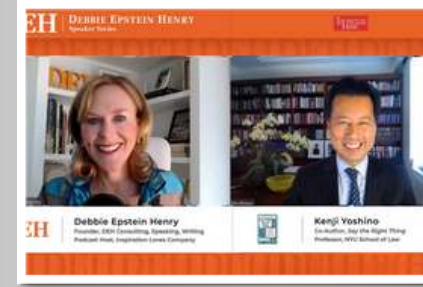 EH DEBBIE EPSTEIN HENRY
Speaker Series
EH
Debbie Epstein Henry
Founder, DEH Consulting, Speaking, Writing
Podcast Host, Inspiration Loves Company
Kenji Yoshino
Co-Author, Say the Right Thing
Professor, NYU School of Law